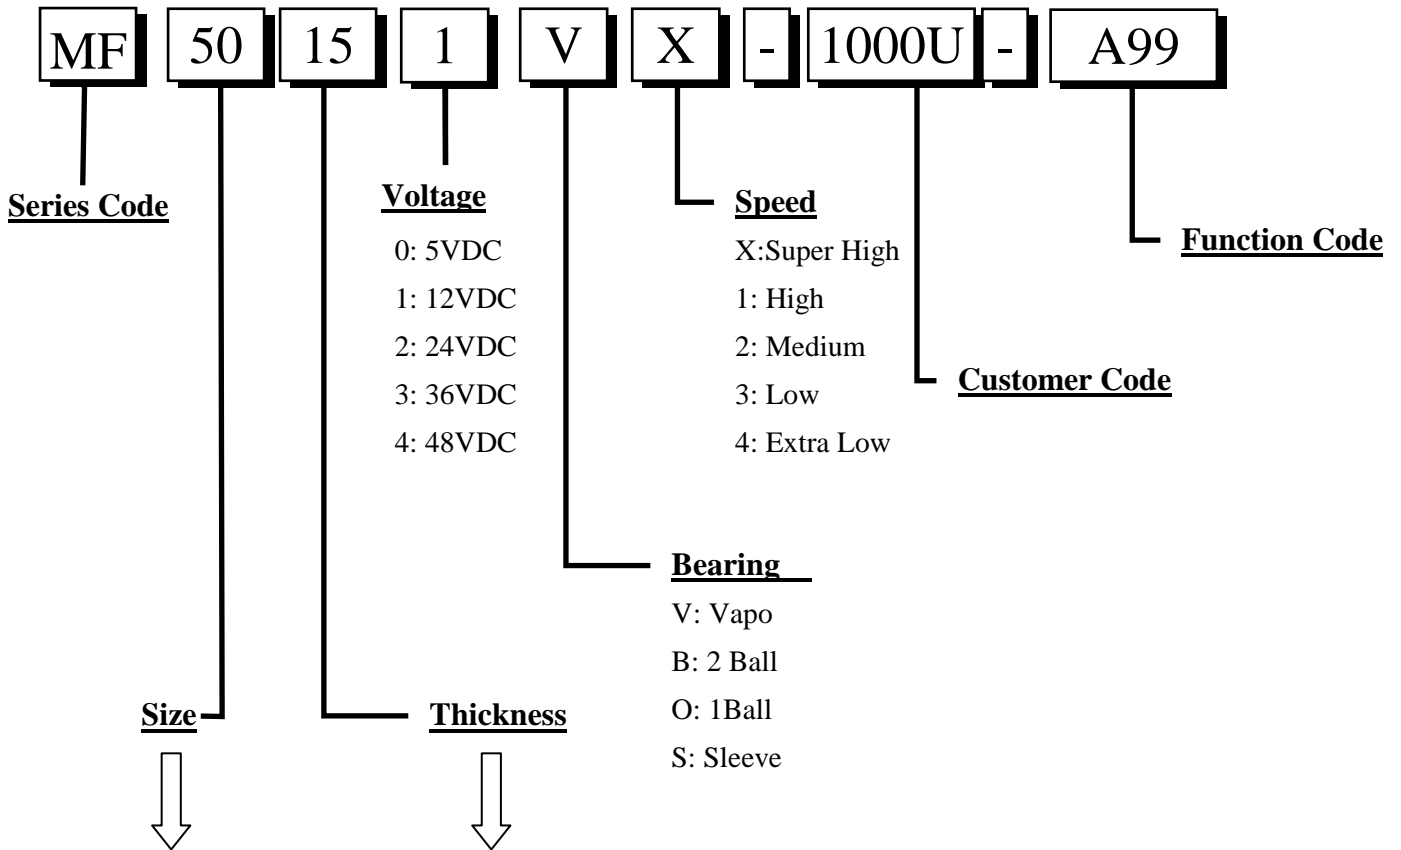 MF 50 15 1 V X - 1000U - A99
Series Code
Voltage
0: 5VDC
1: 12VDC
2: 24VDC
3: 36VDC
4: 48VDC
Speed
X:Super High
1: High
2: Medium
3: Low
4: Extra Low
Function Code
Customer Code
Bearing
V: Vapo
B: 2 Ball
O: 1Ball
S: Sleeve
Size
Thickness